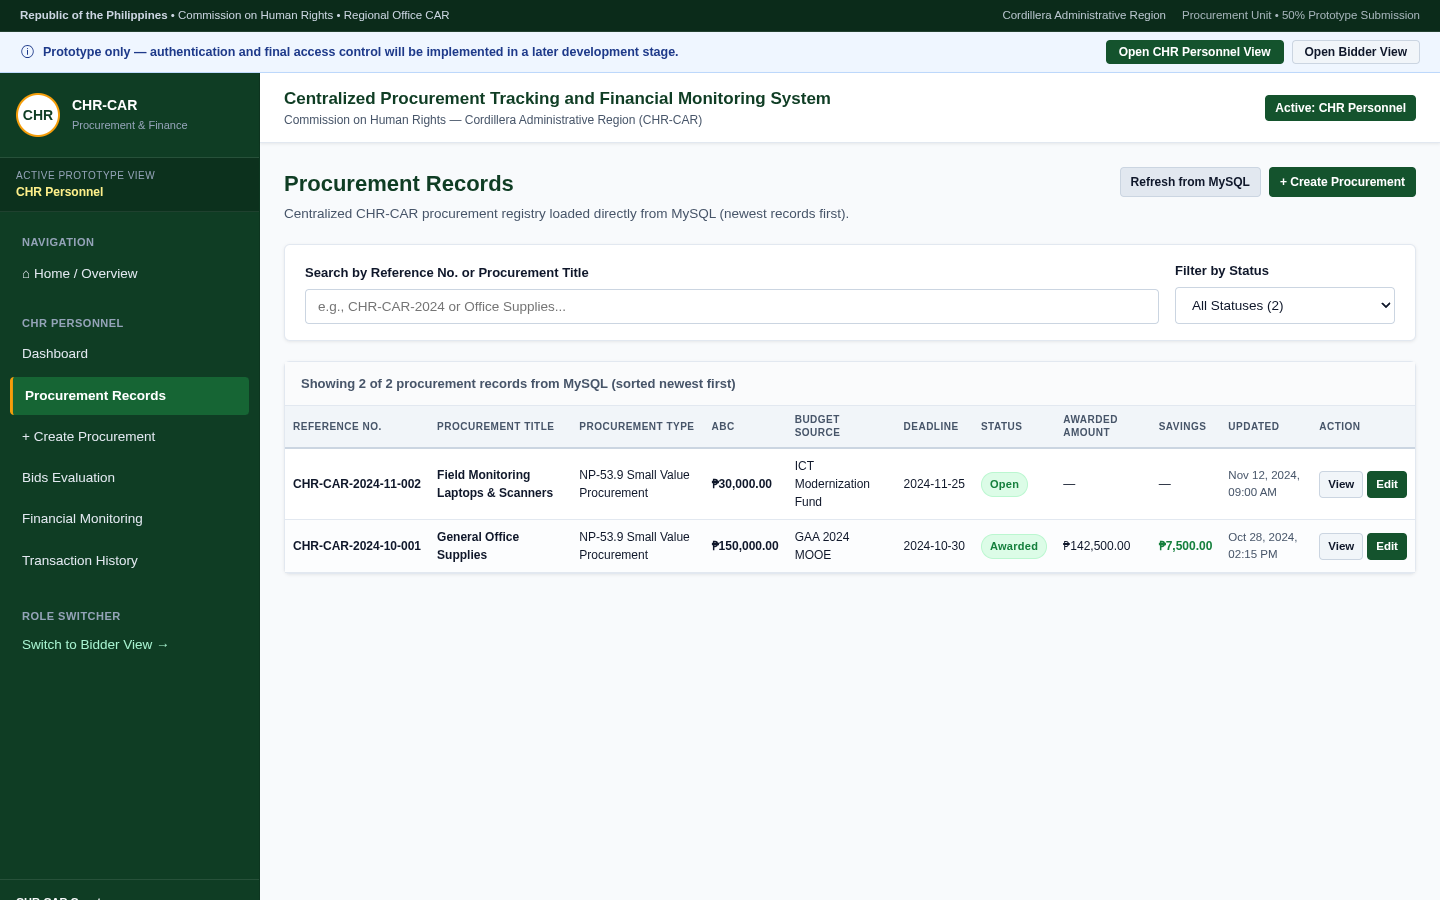 Republic of the Philippines • Commission on Human Rights • Regional Office CAR
Cordillera Administrative Region
Procurement Unit • 50% Prototype Submission
ⓘ Prototype only — authentication and final access control will be implemented in a later development stage.
Open CHR Personnel View
Open Bidder View
CHR
CHR-CAR
Procurement & Finance
ACTIVE PROTOTYPE VIEW
CHR Personnel
NAVIGATION
⌂ Home / Overview
CHR PERSONNEL
Dashboard
Procurement Records
+ Create Procurement
Bids Evaluation
Financial Monitoring
Transaction History
ROLE SWITCHER
Switch to Bidder View →
Centralized Procurement Tracking and Financial Monitoring System
Commission on Human Rights — Cordillera Administrative Region (CHR-CAR)
Active: CHR Personnel
Procurement Records
Refresh from MySQL
+ Create Procurement
Centralized CHR-CAR procurement registry loaded directly from MySQL (newest records first).
Search by Reference No. or Procurement Title
e.g., CHR-CAR-2024 or Office Supplies...
Filter by Status
All Statuses (2)
Showing 2 of 2 procurement records from MySQL (sorted newest first)
REFERENCE NO. PROCUREMENT TITLE PROCUREMENT TYPE ABC BUDGET SOURCE DEADLINE STATUS AWARDED AMOUNT SAVINGS UPDATED ACTION
CHR-CAR-2024-11-002 Field Monitoring Laptops & Scanners NP-53.9 Small Value Procurement ₱30,000.00 ICT Modernization Fund 2024-11-25 Open — — Nov 12, 2024, 09:00 AM View Edit
CHR-CAR-2024-10-001 General Office Supplies NP-53.9 Small Value Procurement ₱150,000.00 GAA 2024 MOOE 2024-10-30 Awarded ₱142,500.00 ₱7,500.00 Oct 28, 2024, 02:15 PM View Edit